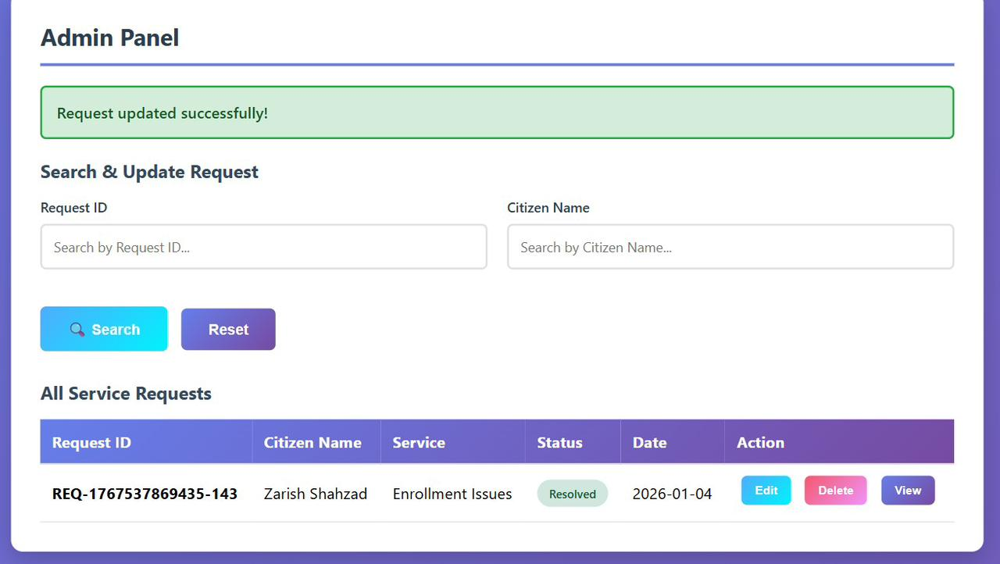 Admin Panel
Request updated successfully!
Search & Update Request
Request ID
Citizen Name
Search by Request ID...
Search by Citizen Name...
🔍 Search
Reset
All Service Requests
Request ID Citizen Name Service Status Date Action
REQ-1767537869435-143 Zarish Shahzad Enrollment Issues Resolved 2026-01-04 Edit Delete View